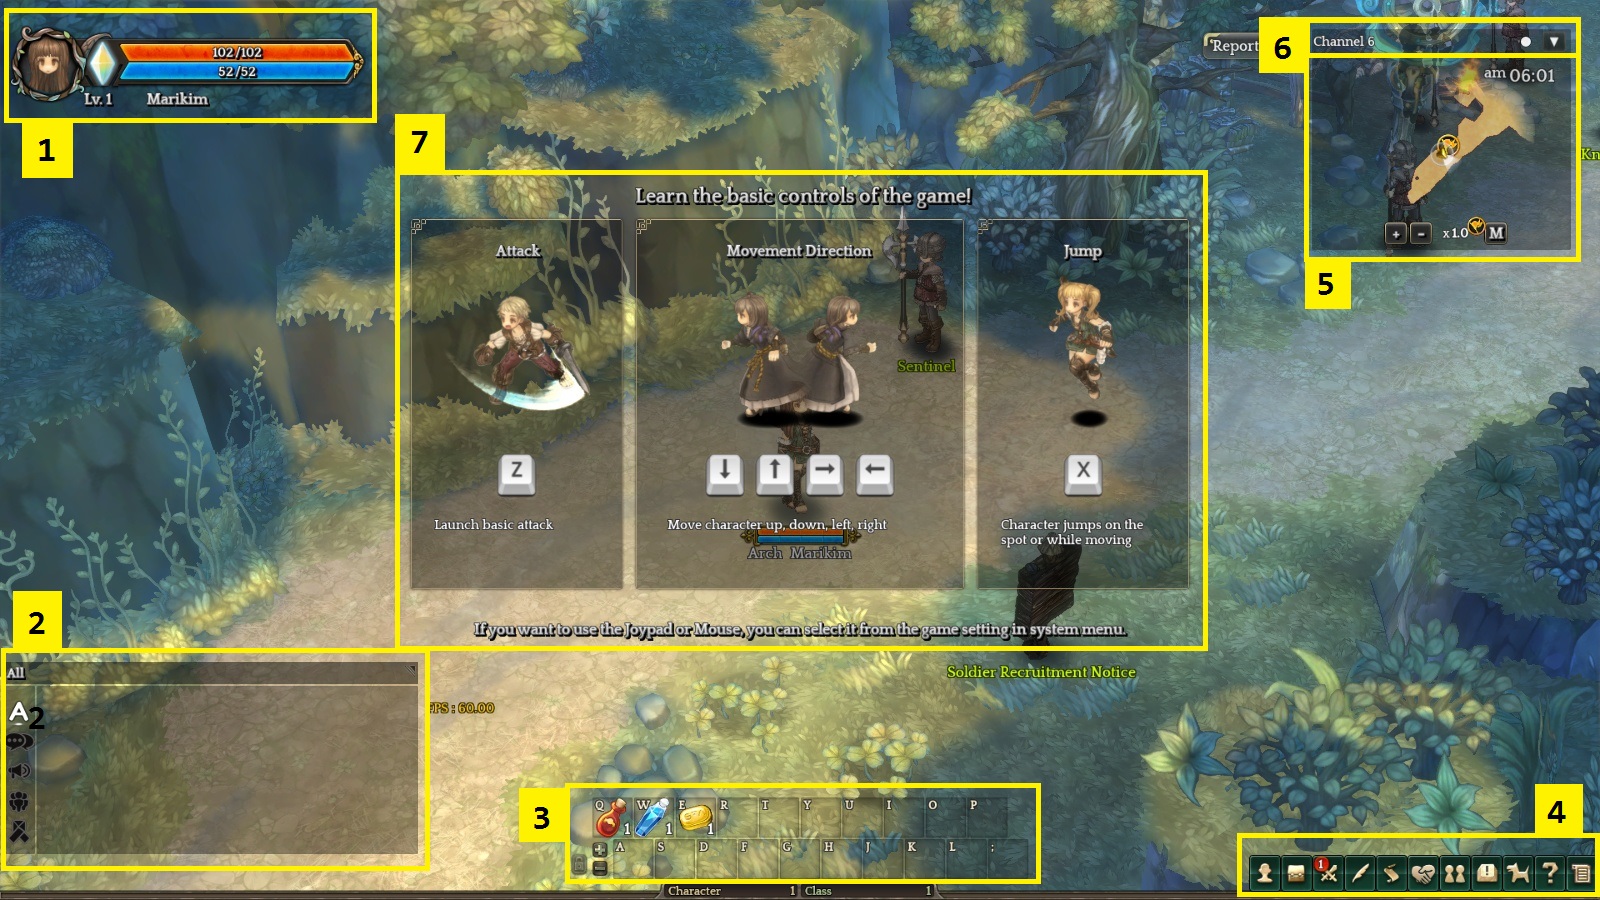 102/102
52/52
Lv. 1 Marikim
1
7
6
Report
Channel 6
am 06:01
Kn
+ - x1.0 M
5
Learn the basic controls of the game!
Attack
Z
Launch basic attack
Movement Direction
Sentinel
Move character up, down, left, right
Arch Marikim
Jump
X
Character jumps on the
spot or while moving
If you want to use the Joypad or Mouse, you can select it from the game setting in system menu.
Soldier Recruitment Notice
2
All
A
2
FPS : 60.00
3
Q W E R T Y U I O P
1 1 1
A S D F G H J K L ;
Character 1 Class 1
4
1
! ?